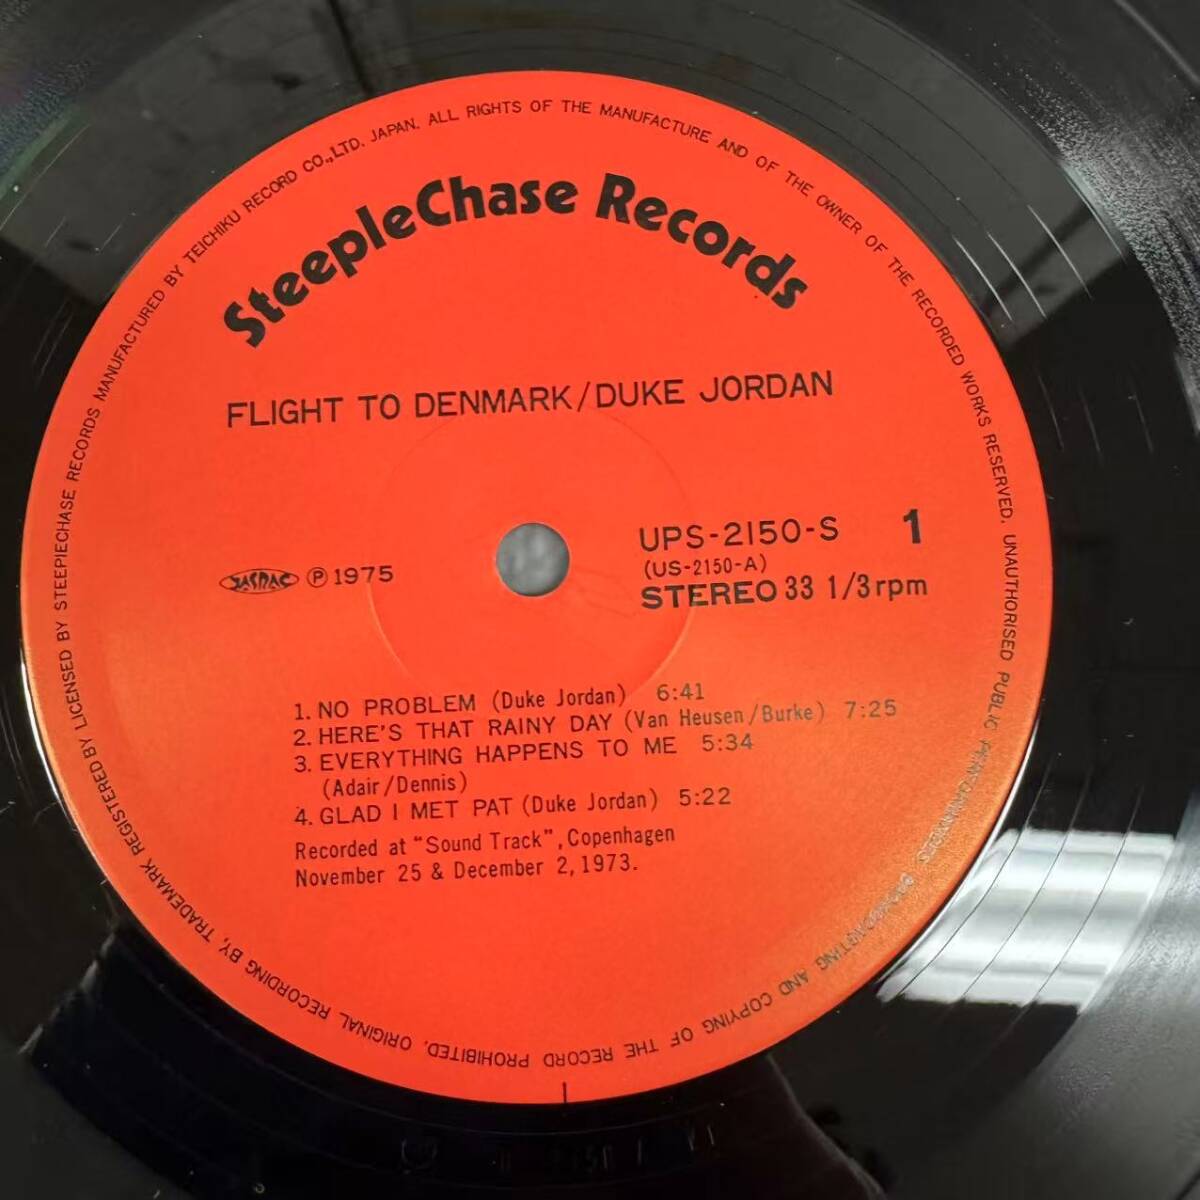 SteepleChase Records
FLIGHT TO DENMARK/DUKE JORDAN
UPS-2150-S 1
(US-2150-A)
STEREO 33 1/3 rpm
JASRAC ℗ 1975
1. NO PROBLEM (Duke Jordan) 6:41
2. HERE'S THAT RAINY DAY (Van Heusen/Burke) 7:25
3. EVERYTHING HAPPENS TO ME 5:34
(Adair/Dennis)
4. GLAD I MET PAT (Duke Jordan) 5:22
Recorded at "Sound Track", Copenhagen
November 25 & December 2, 1973.
ORIGINAL RECORDING BY, TRADEMARK REGISTERED BY LICENSED BY STEEPIECHASE RECORDS MANUFACTURED BY TEICHIKU RECORD CO.,LTD. JAPAN. ALL RIGHTS OF THE MANUFACTURE AND OF THE OWNER OF THE RECORDED WORKS RESERVED. UNAUTHORISED PUBLIC PERFORMANCES BROADCASTING AND COPYING OF THE RECORD PROHIBITED.